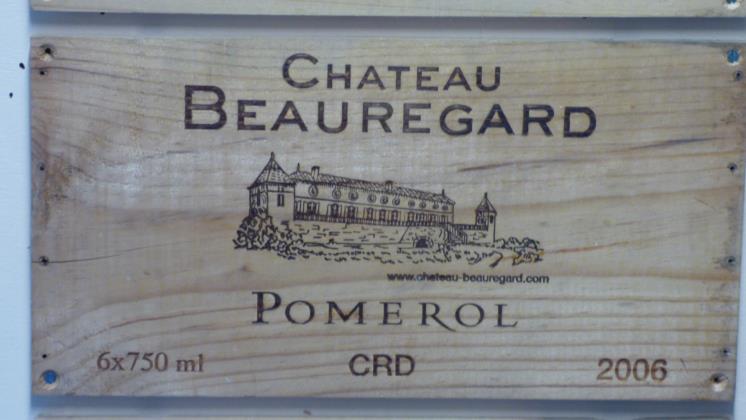 CHATEAU
BEAUREGARD
www.chateau-beauregard.com
POMEROL
6x750 ml CRD 2006